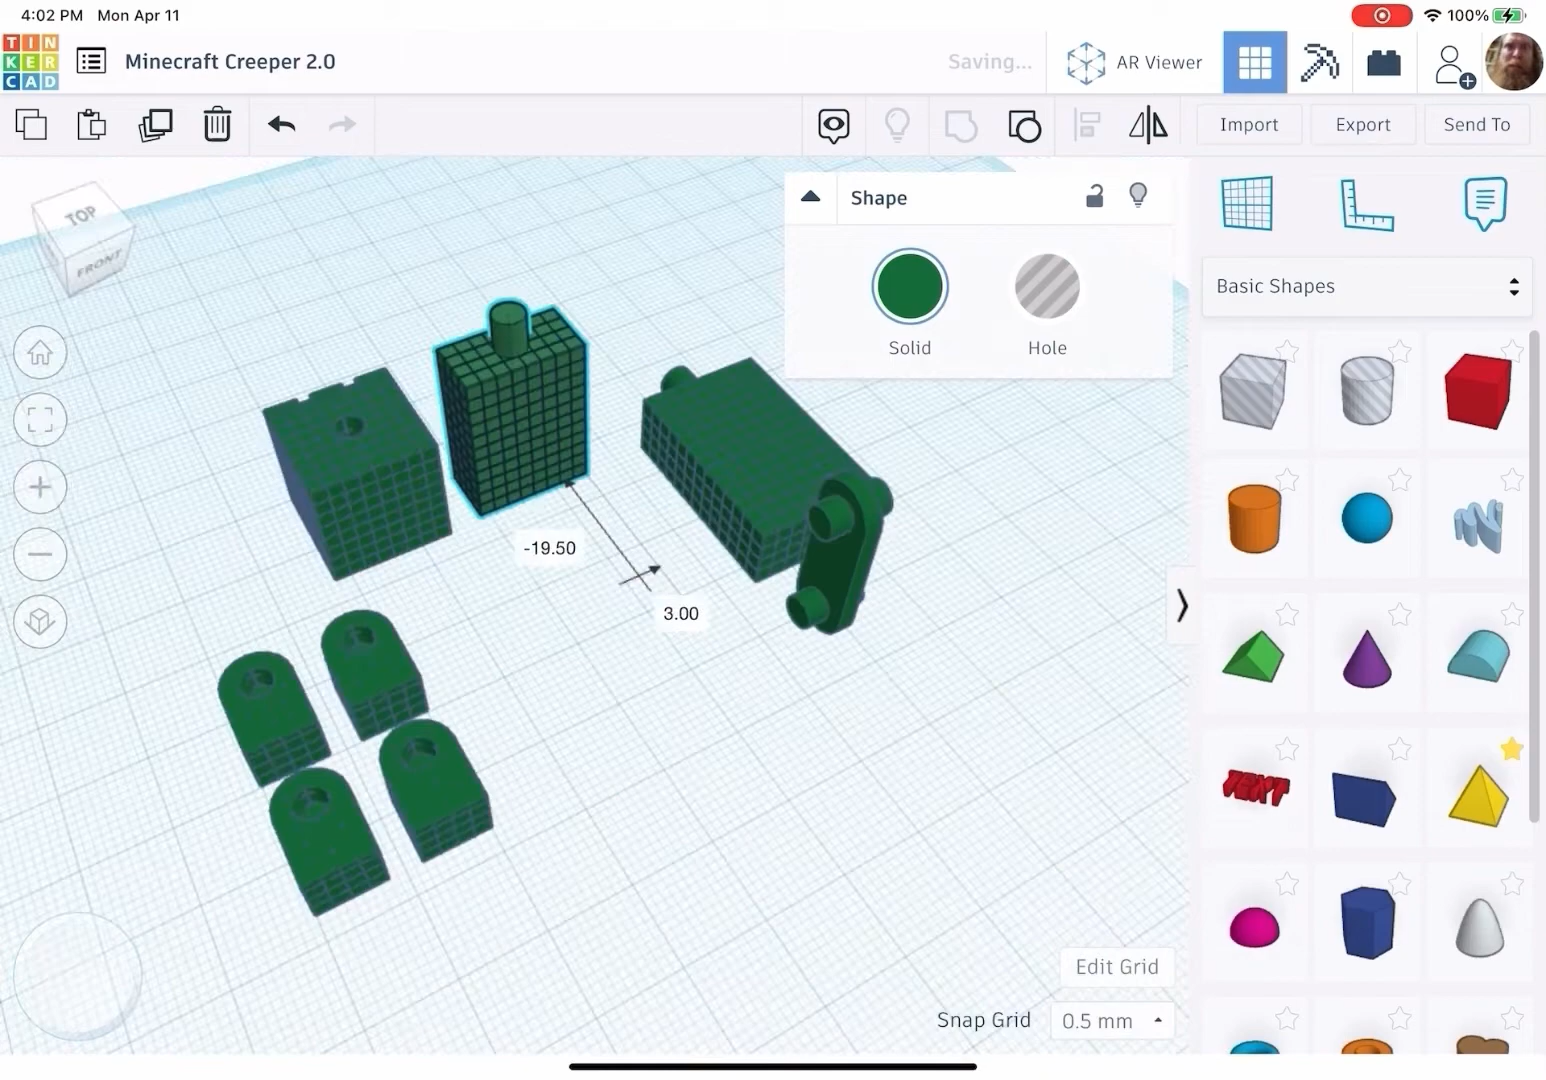 4:02 PM Mon Apr 11
100%
TIN
KER
CAD
Minecraft Creeper 2.0
Saving...
AR Viewer
Import
Export
Send To
TOP
FRONT
Shape
Solid
Hole
Basic Shapes
-19.50
3.00
TEXT
Edit Grid
Snap Grid
0.5 mm